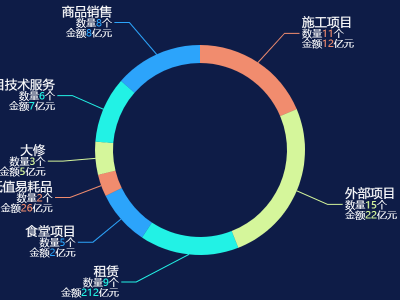 商品销售
数量8个
金额8亿元
施工项目
数量11个
金额12亿元
目技术服务
数量6个
金额7亿元
大修
数量3个
金额5亿元
低值易耗品
数量2个
金额26亿元
外部项目
数量15个
金额22亿元
食堂项目
数量5个
金额2亿元
租赁
数量9个
金额212亿元